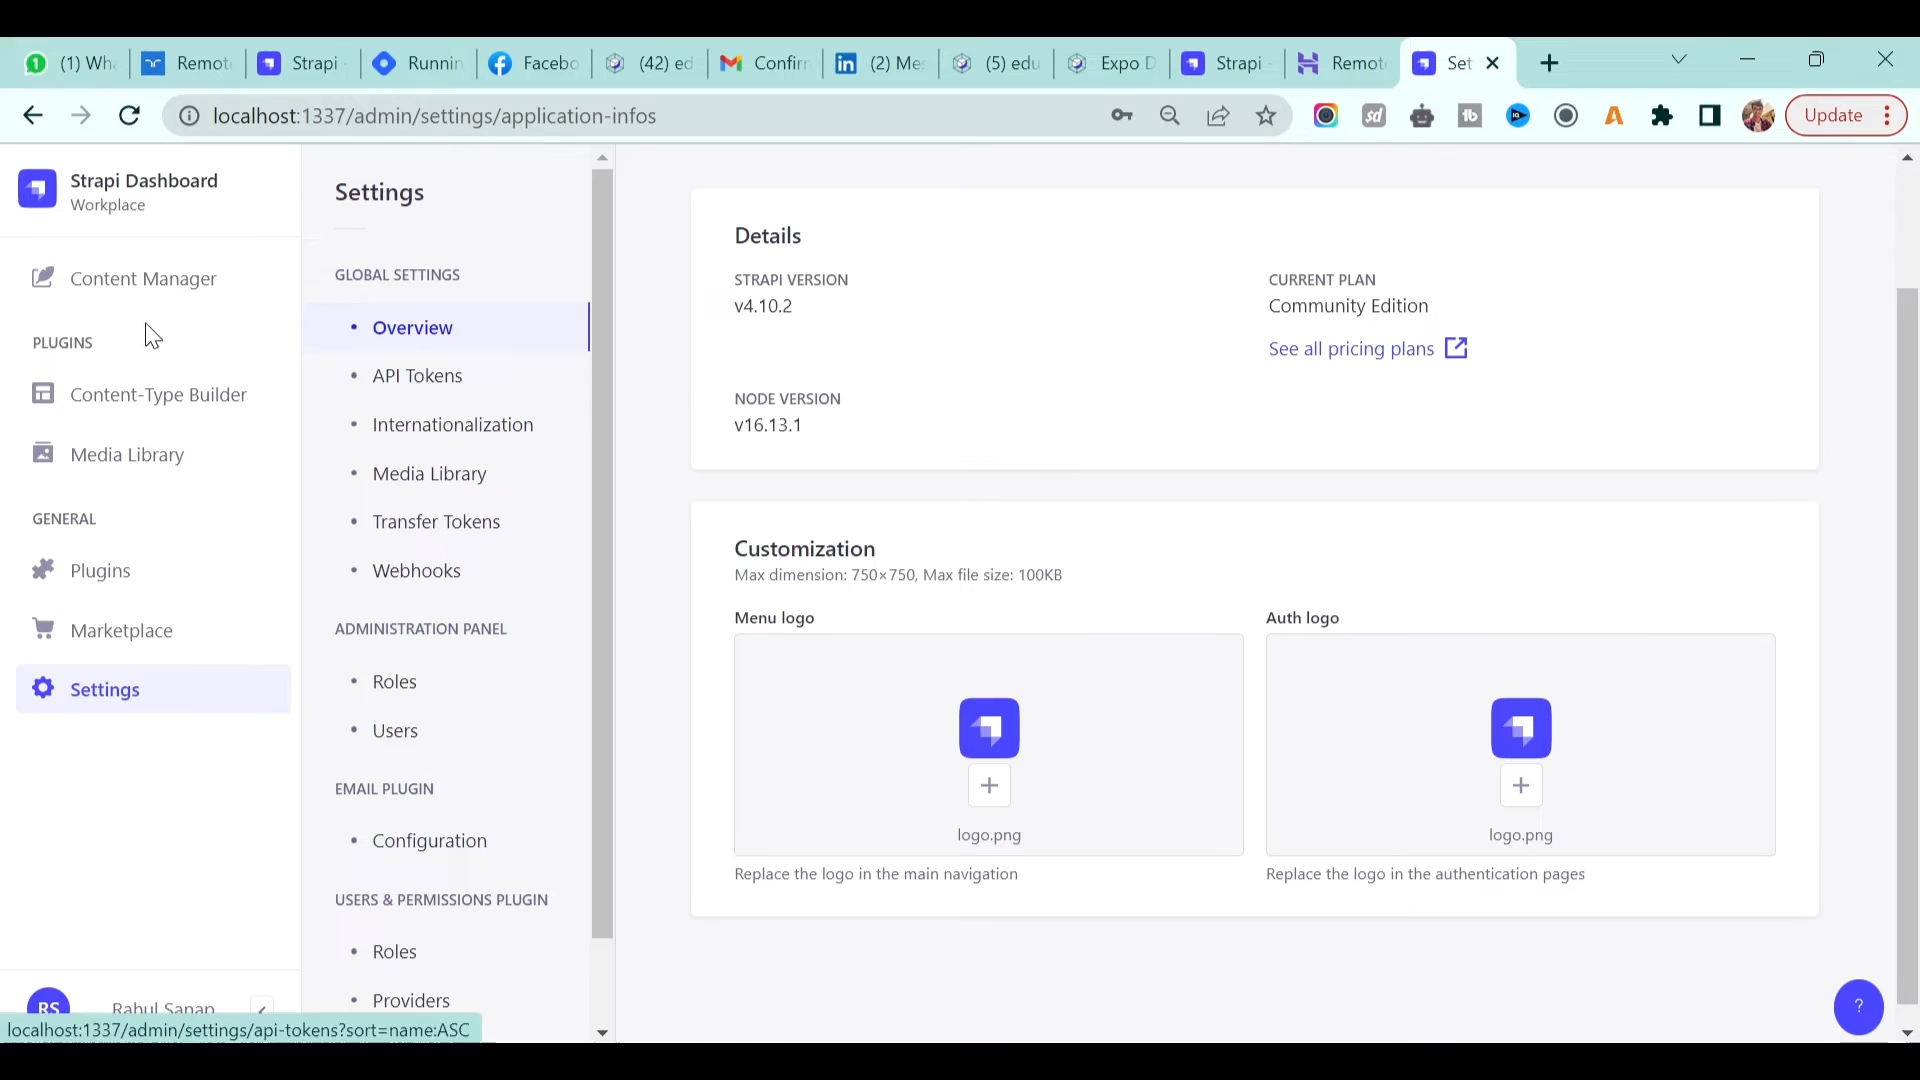 (1) Wh
Remot
Strapi
Runnin
Facebo
(42) ed
Confirr
(2) Me
(5) edu
Expo D
Strapi
Remot
Set
localhost:1337/admin/settings/application-infos
sd
Update
Strapi Dashboard
Workplace
Content Manager
PLUGINS
Content-Type Builder
Media Library
GENERAL
Plugins
Marketplace
Settings
RS
Rahul Sanap
localhost:1337/admin/settings/api-tokens?sort=name:ASC
Settings
GLOBAL SETTINGS
• Overview
• API Tokens
• Internationalization
• Media Library
• Transfer Tokens
• Webhooks
ADMINISTRATION PANEL
• Roles
• Users
EMAIL PLUGIN
• Configuration
USERS & PERMISSIONS PLUGIN
• Roles
• Providers
Details
STRAPI VERSION
v4.10.2
CURRENT PLAN
Community Edition
See all pricing plans
NODE VERSION
v16.13.1
Customization
Max dimension: 750×750, Max file size: 100KB
Menu logo
logo.png
Replace the logo in the main navigation
Auth logo
logo.png
Replace the logo in the authentication pages
?